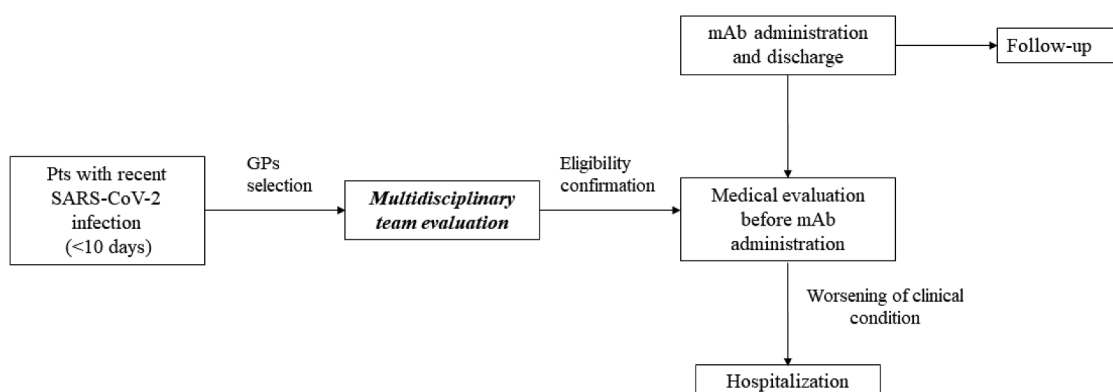 mAb administration
and discharge
Follow-up
Pts with recent
SARS-CoV-2
infection
(<10 days)
GPs
selection
Multidisciplinary
team evaluation
Eligibility
confirmation
Medical evaluation
before mAb
administration
Worsening of clinical
condition
Hospitalization